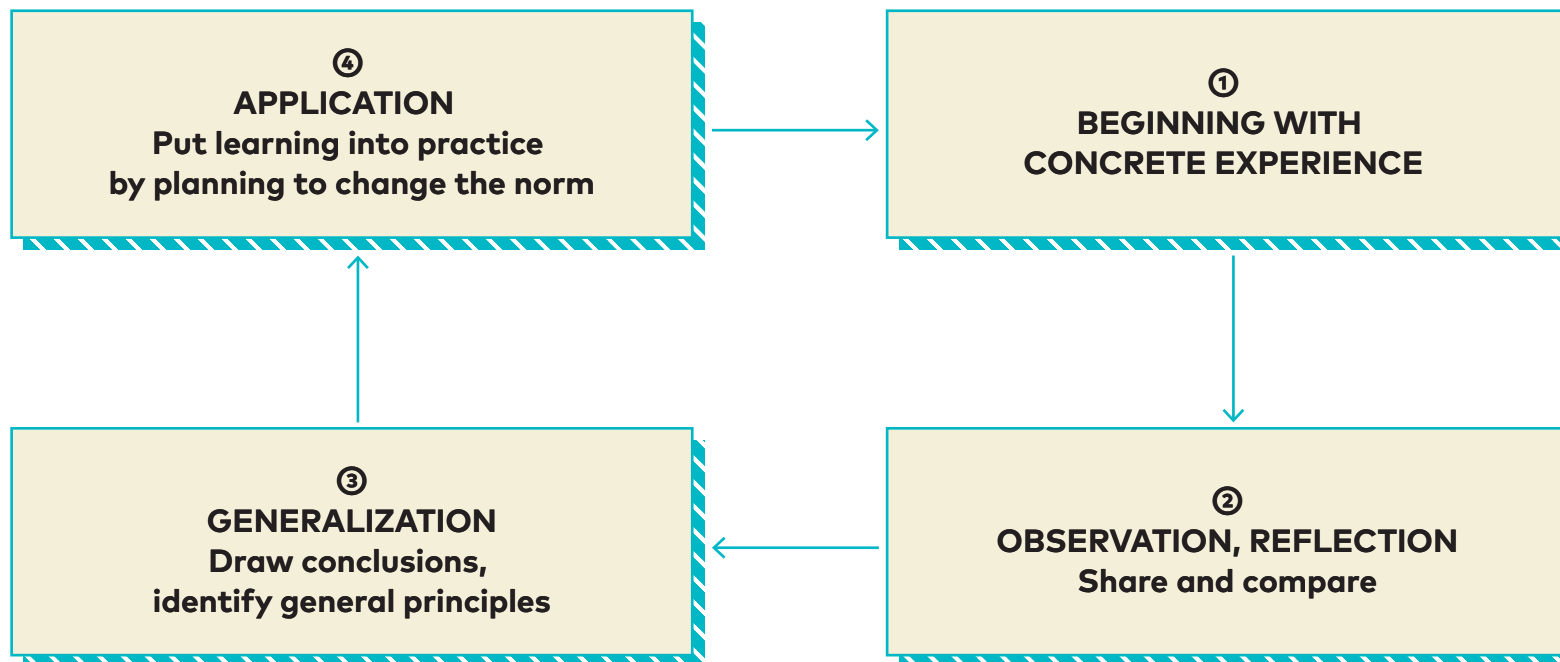 ④
APPLICATION
Put learning into practice
by planning to change the norm
①
BEGINNING WITH
CONCRETE EXPERIENCE
③
GENERALIZATION
Draw conclusions,
identify general principles
②
OBSERVATION, REFLECTION
Share and compare